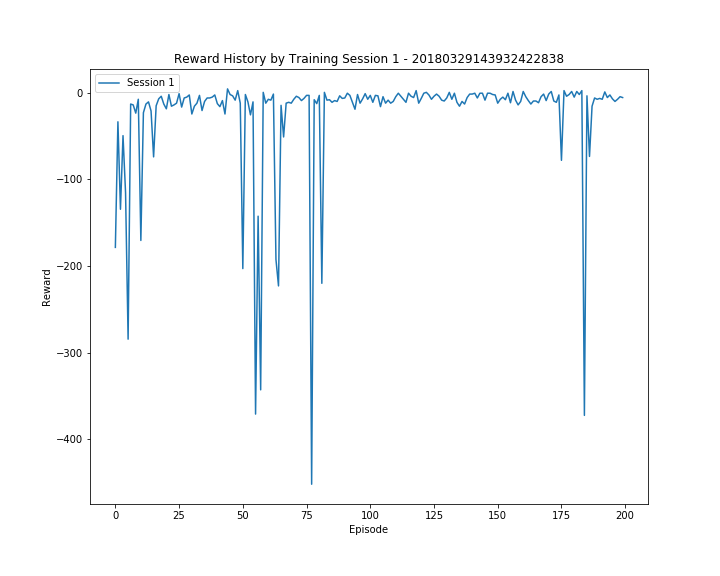 Reward History by Training Session 1 - 20180329143932422838
Session 1
0
−100
−200
−300
−400
Reward
0 25 50 75 100 125 150 175 200
Episode